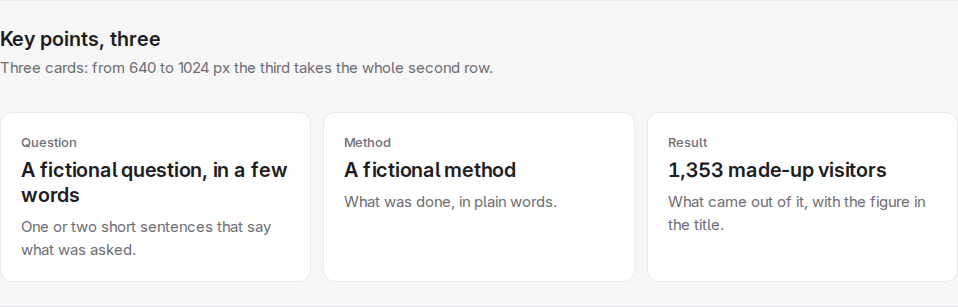 Key points, three
Three cards: from 640 to 1024 px the third takes the whole second row.
Question
A fictional question, in a few
words
One or two short sentences that say
what was asked.
Method
A fictional method
What was done, in plain words.
Result
1,353 made-up visitors
What came out of it, with the figure in
the title.